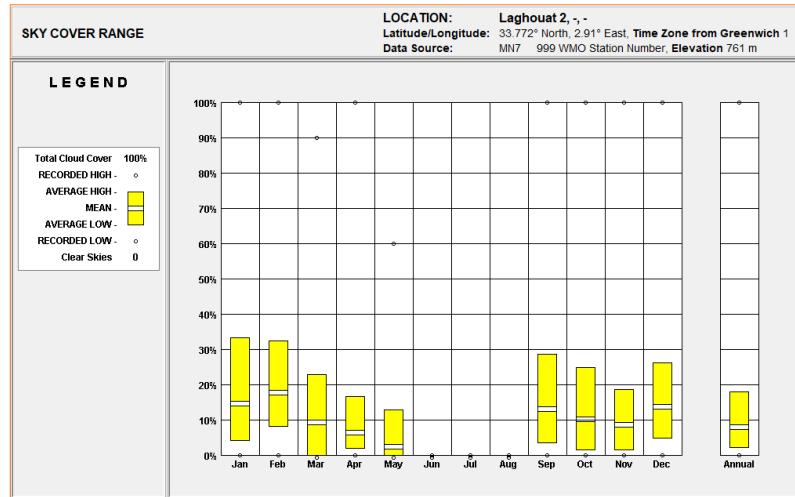 SKY COVER RANGE
LOCATION: Laghouat 2, -, -
Latitude/Longitude: 33.772° North, 2.91° East, Time Zone from Greenwich 1
Data Source: MN7 999 WMO Station Number, Elevation 761 m
LEGEND
Total Cloud Cover 100%
RECORDED HIGH -
AVERAGE HIGH -
MEAN -
AVERAGE LOW -
RECORDED LOW -
Clear Skies 0
100%
90%
80%
70%
60%
50%
40%
30%
20%
10%
0%
Jan Feb Mar Apr May Jun Jul Aug Sep Oct Nov Dec Annual